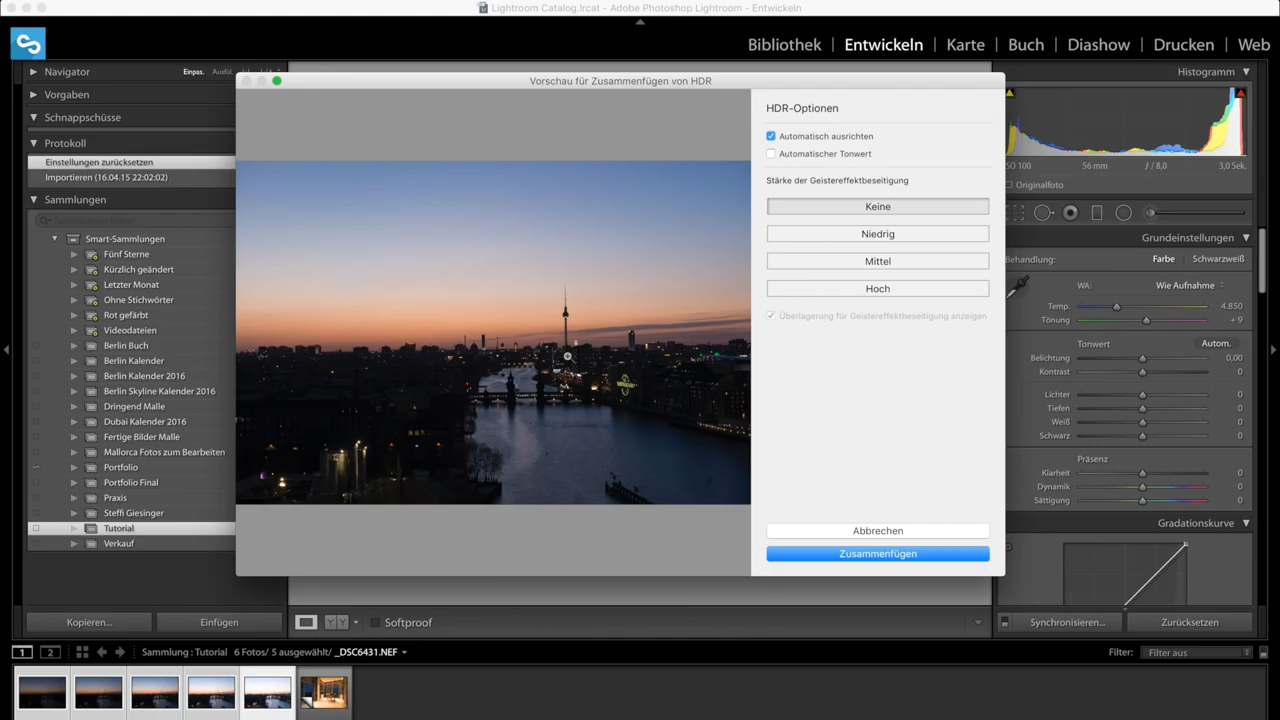 Lightroom Catalog.lrcat - Adobe Photoshop Lightroom - Entwickeln
Bibliothek | Entwickeln | Karte | Buch | Diashow | Drucken | Web
Navigator Einpas. Ausfül.
Vorgaben
Schnappschüsse
Protokoll
Einstellungen zurücksetzen
Importieren (16.04.15 22:02:02)
Sammlungen
Smart-Sammlungen
Fünf Sterne
Kürzlich geändert
Letzter Monat
Ohne Stichwörter
Rot gefärbt
Videodateien
Berlin Buch
Berlin Kalender
Berlin Kalender 2016
Berlin Skyline Kalender 2016
Dringend Malle
Dubai Kalender 2016
Fertige Bilder Malle
Mallorca Fotos zum Bearbeiten
Portfolio
Portfolio Final
Praxis
Steffi Giesinger
Tutorial
Verkauf
Kopieren... Einfügen
Vorschau für Zusammenfügen von HDR
HDR-Optionen
Automatisch ausrichten
Automatischer Tonwert
Stärke der Geistereffektbeseitigung
Keine
Niedrig
Mittel
Hoch
Überlagerung für Geistereffektbeseitigung anzeigen
Abbrechen
Zusammenfügen
Softproof
Histogramm
ISO 100 56 mm ƒ / 8,0 3,0 Sek.
Originalfoto
Grundeinstellungen
Behandlung: Farbe Schwarzweiß
WA: Wie Aufnahme
Temp. 4.850
Tönung + 9
Tonwert Autom.
Belichtung 0,00
Kontrast 0
Lichter 0
Tiefen 0
Weiß 0
Schwarz 0
Präsenz
Klarheit 0
Dynamik 0
Sättigung 0
Gradationskurve
Synchronisieren... Zurücksetzen
1 2 Sammlung : Tutorial 6 Fotos/ 5 ausgewählt/ _DSC6431.NEF Filter: Filter aus